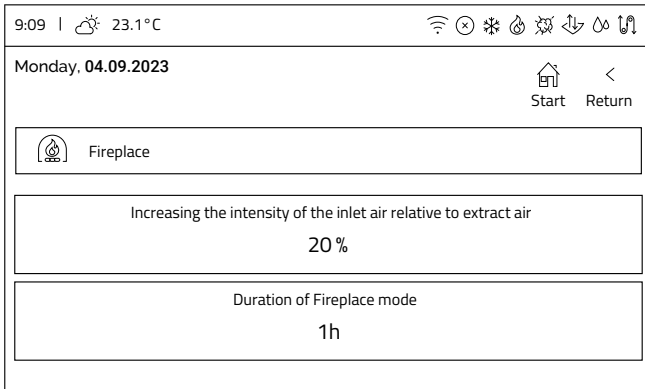 9:09 | 23.1°C
Monday, 04.09.2023
Start Return
Fireplace
Increasing the intensity of the inlet air relative to extract air
20 %
Duration of Fireplace mode
1h